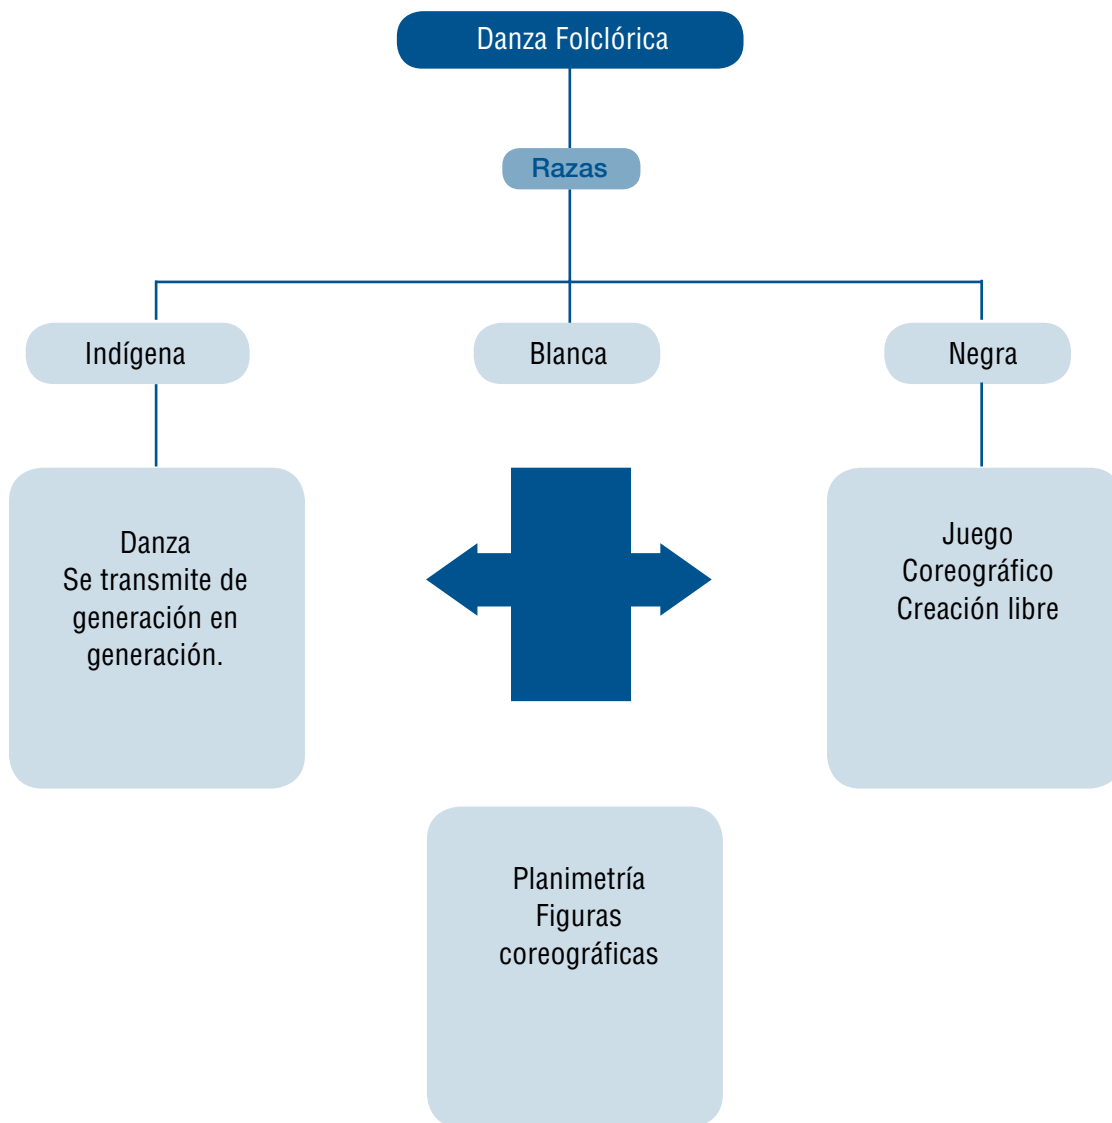 Danza Folclórica
Razas
Indígena
Blanca
Negra
Danza
Se transmite de
generación en
generación.
Juego
Coreográfico
Creación libre
Planimetría
Figuras
coreográficas